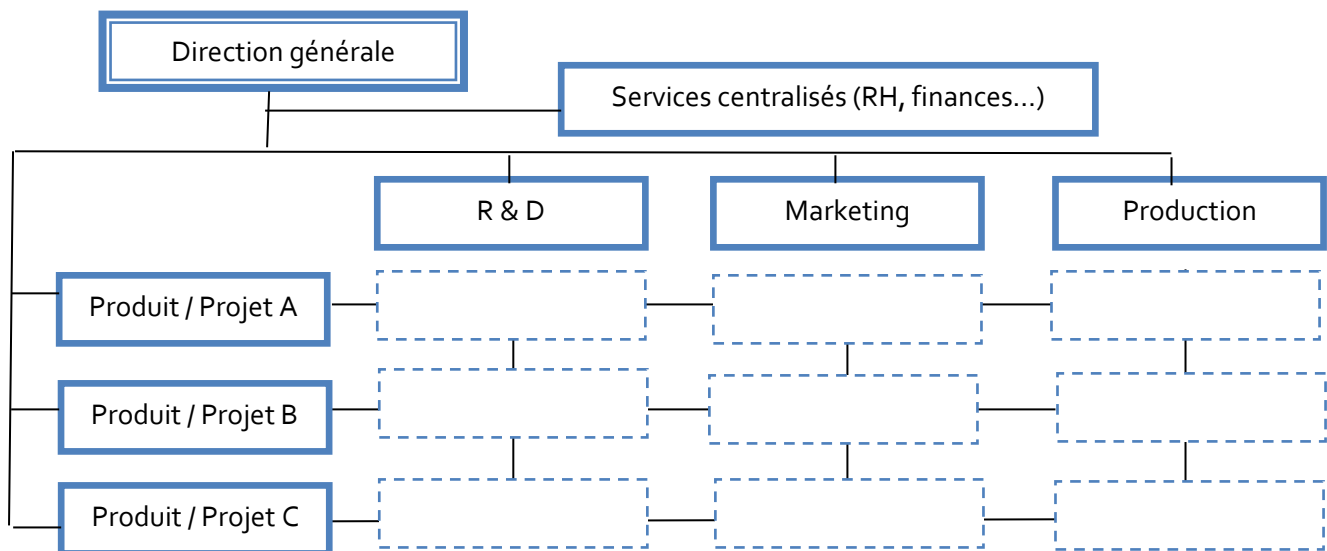 Direction générale
Services centralisés (RH, finances...)
R & D
Marketing
Production
Produit / Projet A
Produit / Projet B
Produit / Projet C